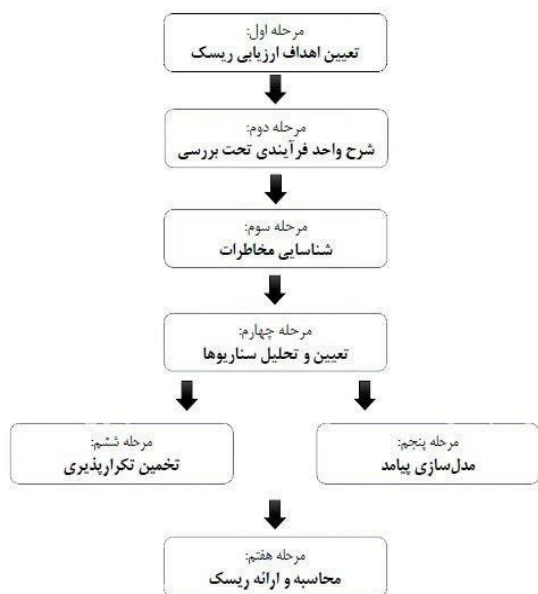 مرحله اول:
تعیین اهداف ارزیابی ریسک
مرحله دوم:
شرح واحد فرآیندی تحت بررسی
مرحله سوم:
شناسایی مخاطرات
مرحله چهارم:
تعیین و تحلیل سناریوها
مرحله پنجم:
مدل‌سازی پیامد
مرحله ششم:
تخمین تکرارپذیری
مرحله هفتم:
محاسبه و ارائه ریسک